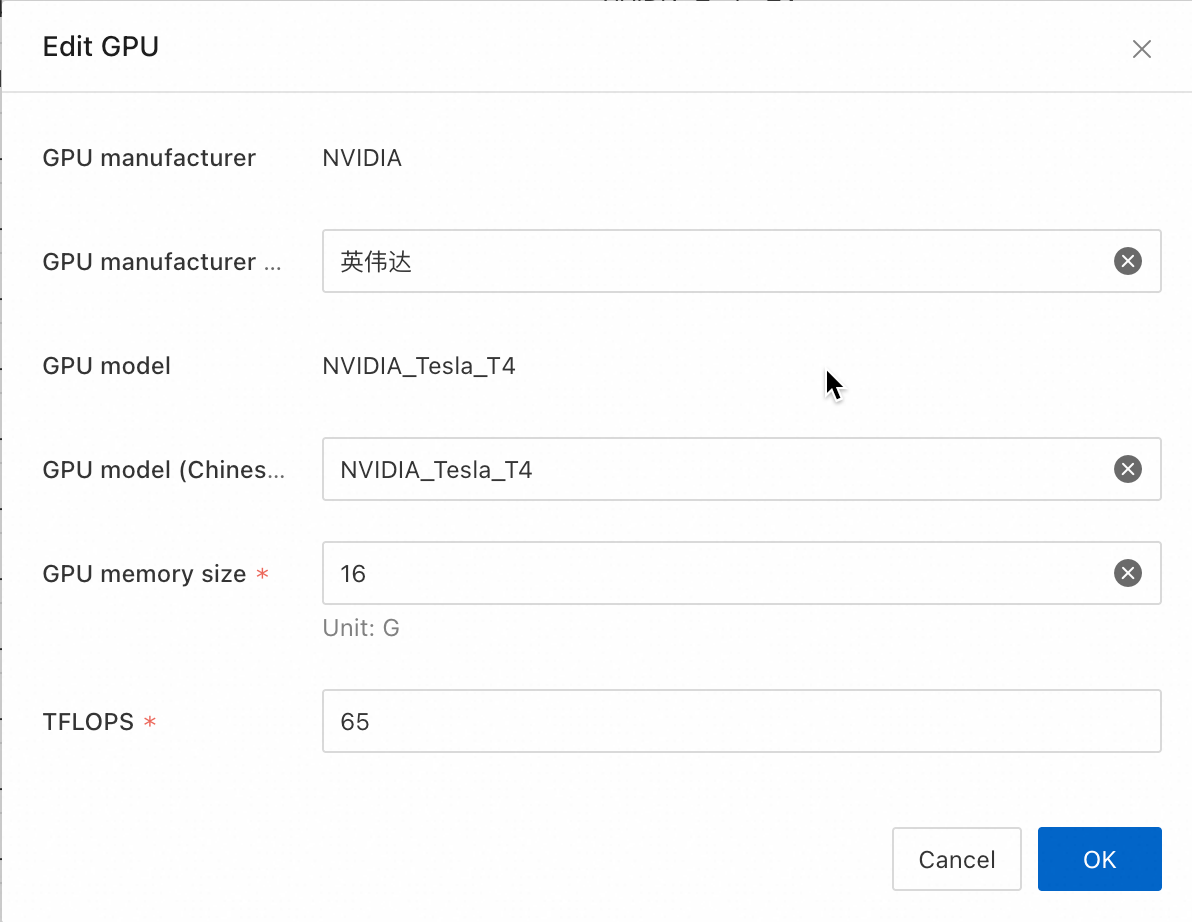 Edit GPU
GPU manufacturer NVIDIA
GPU manufacturer ... 英伟达
GPU model NVIDIA_Tesla_T4
GPU model (Chines... NVIDIA_Tesla_T4
GPU memory size * 16
Unit: G
TFLOPS * 65
Cancel OK